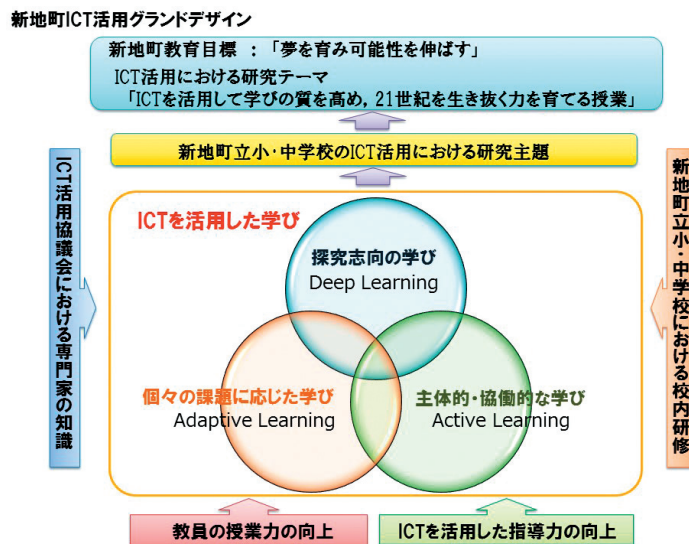 新地町ICT活用グランドデザイン
新地町教育目標 : 「夢を育み可能性を伸ばす」
ICT活用における研究テーマ
「ICTを活用して学びの質を高め, 21世紀を生き抜く力を育てる授業」
新地町立小・中学校のICT活用における研究主題
ICT活用協議会における専門家の知識
ICTを活用した学び
探究志向の学び
Deep Learning
個々の課題に応じた学び
Adaptive Learning
主体的・協働的な学び
Active Learning
新地町立小・中学校における校内研修
教員の授業力の向上
ICTを活用した指導力の向上